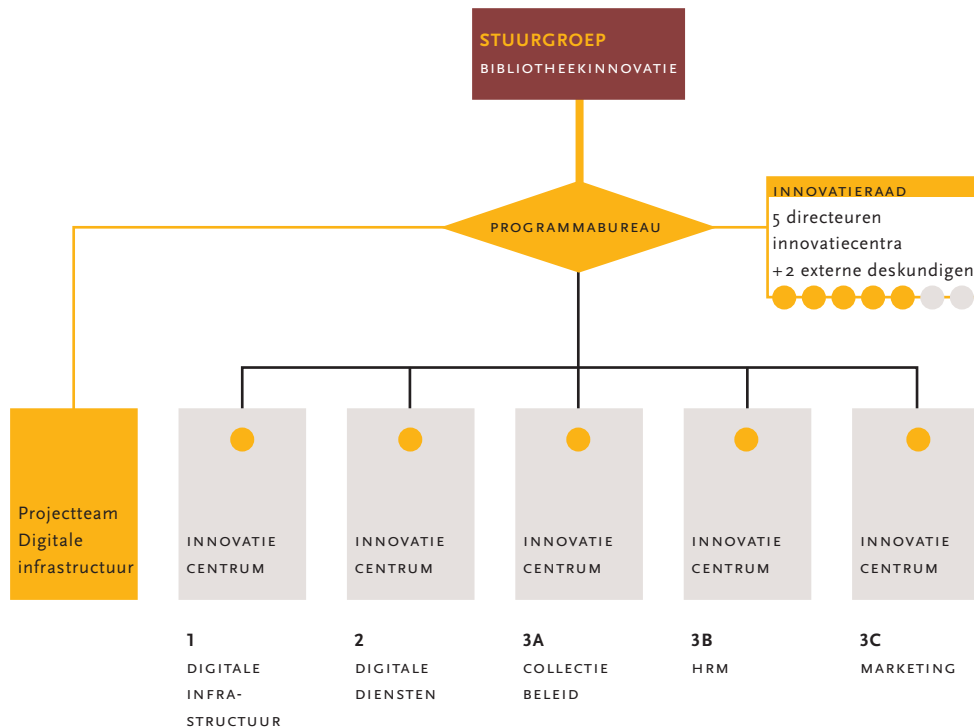 STUURGROEP
BIBLIOTHEEKINNOVATIE
PROGRAMMABUREAU
INNOVATIERAAD
5 directeuren
innovatiecentra
+2 externe deskundigen
Projectteam
Digitale
infrastructuur
INNOVATIE
CENTRUM
INNOVATIE
CENTRUM
INNOVATIE
CENTRUM
INNOVATIE
CENTRUM
INNOVATIE
CENTRUM
1
DIGITALE
INFRA-
STRUCTUUR
2
DIGITALE
DIENSTEN
3A
COLLECTIE
BELEID
3B
HRM
3C
MARKETING